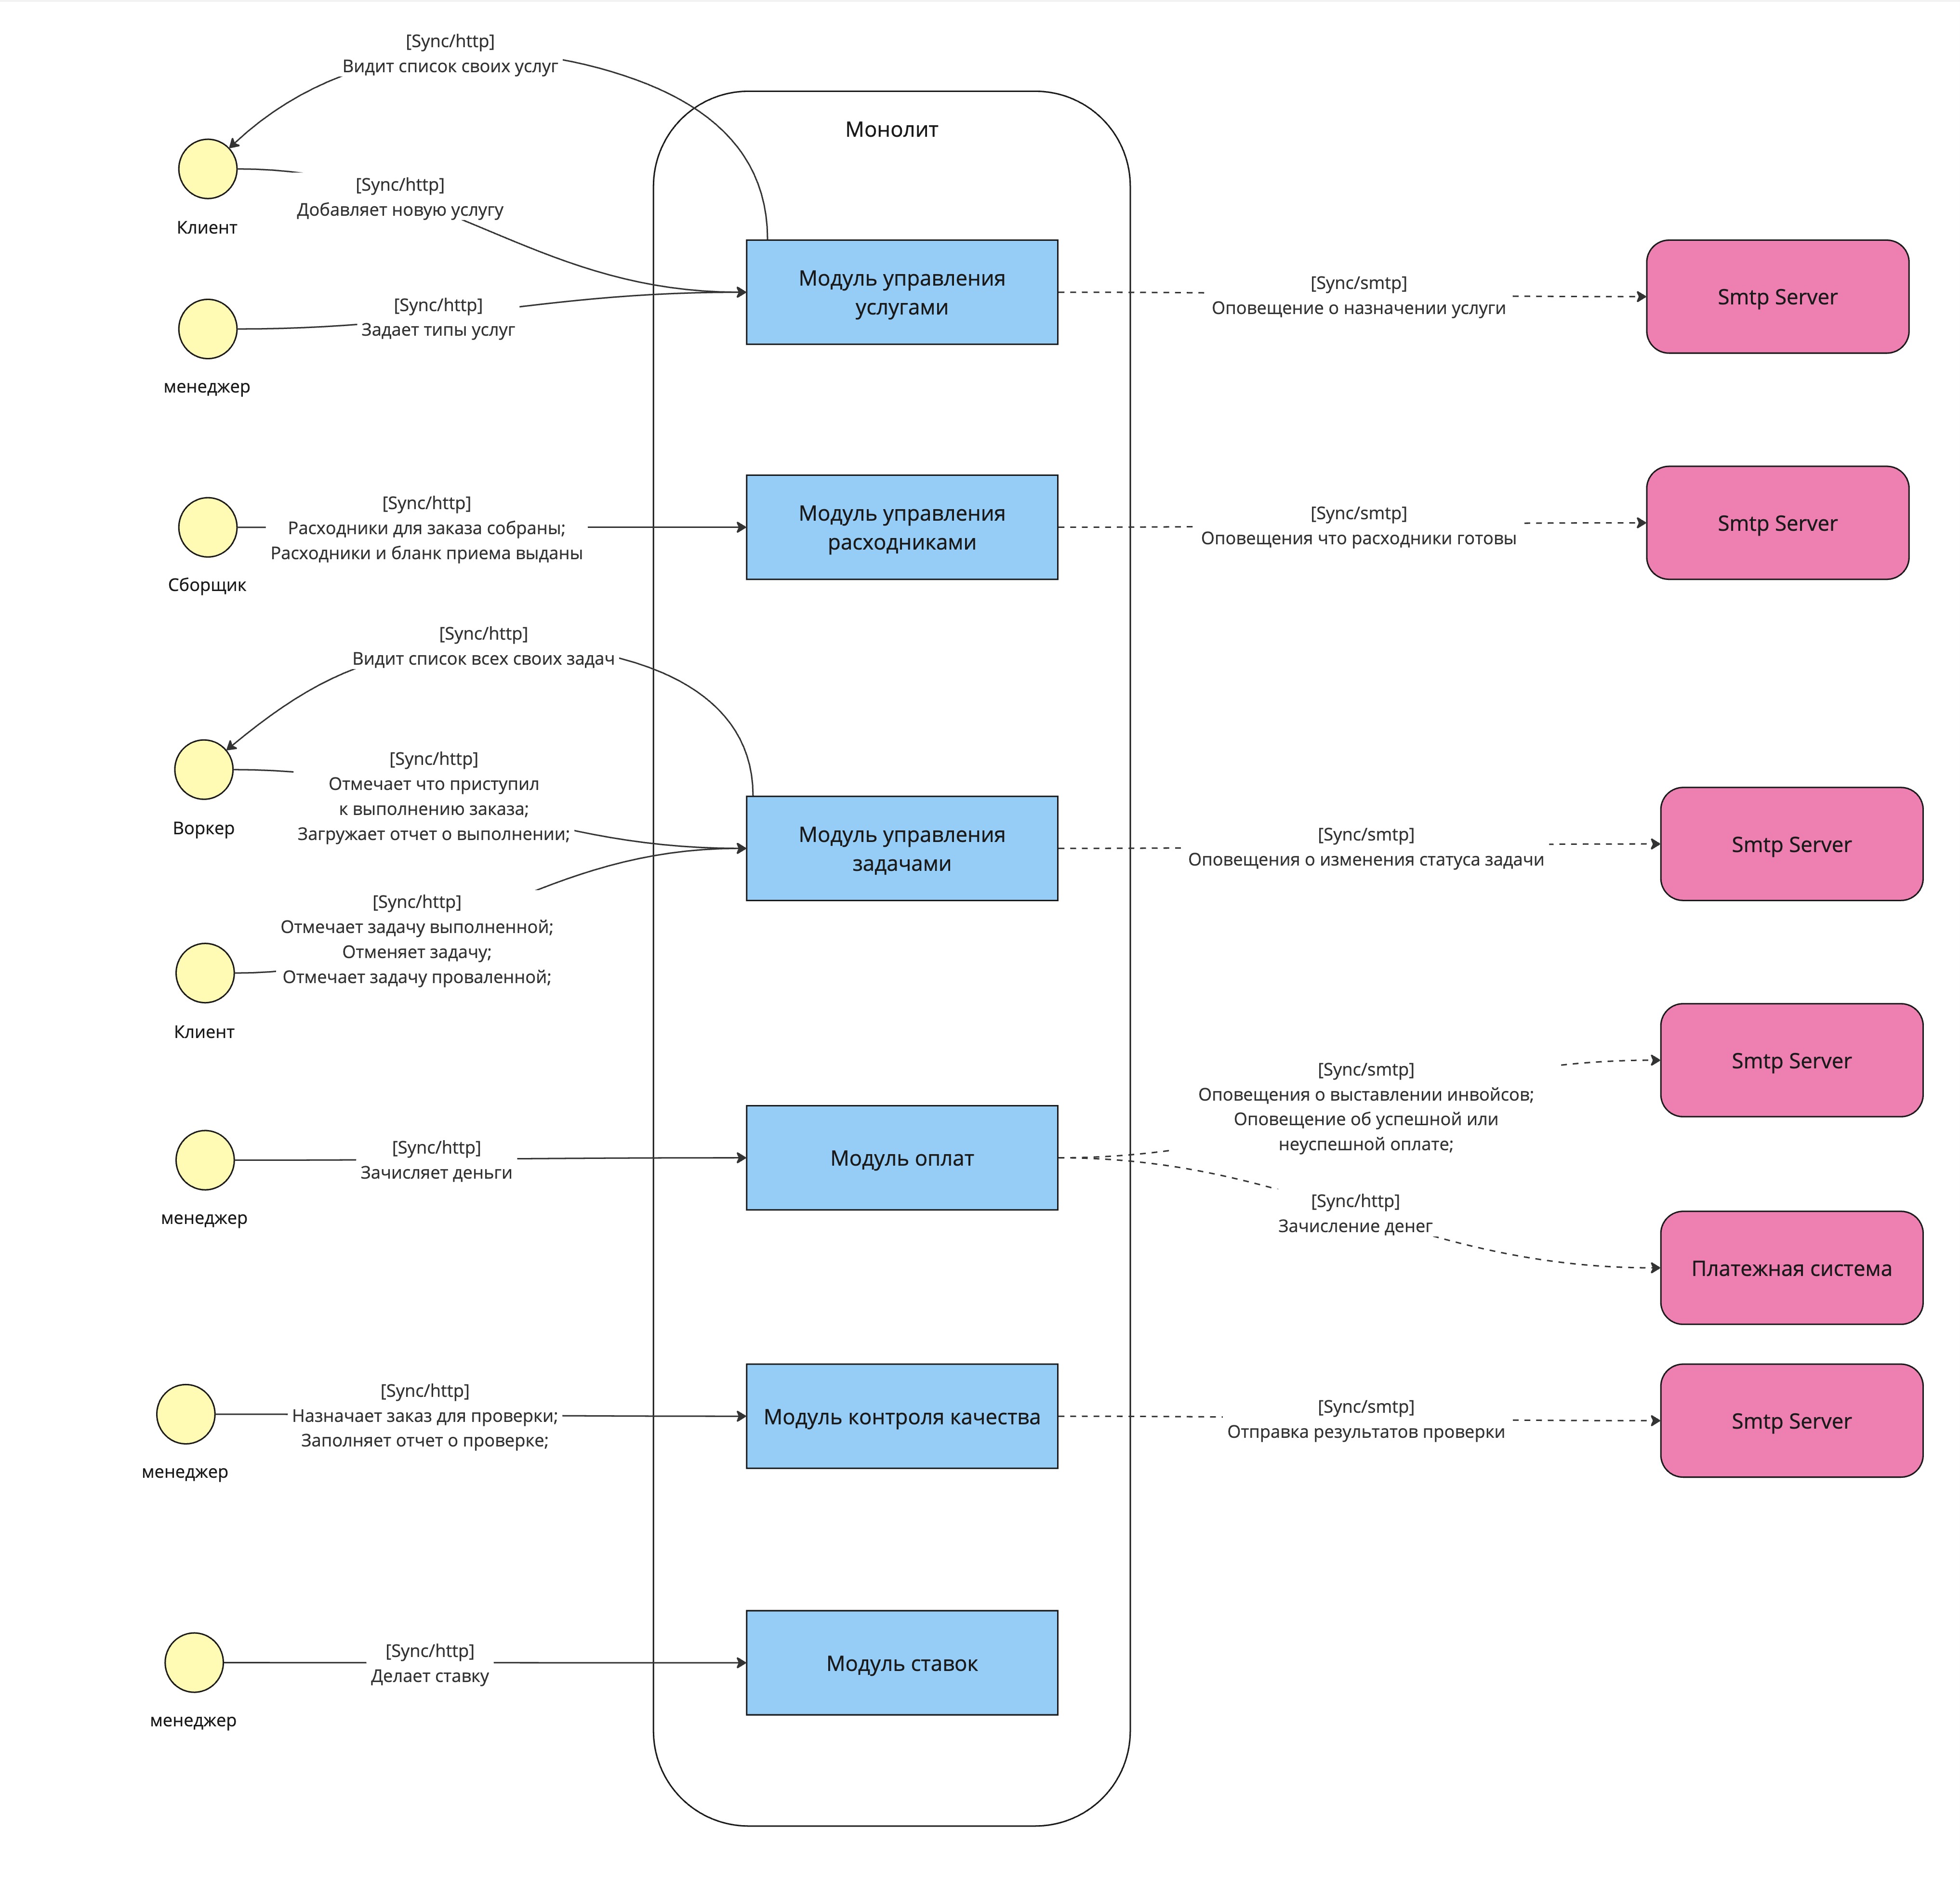 [Sync/http]
Видит список своих услуг
Монолит
[Sync/http]
Добавляет новую услугу
Клиент
Модуль управления
услугами
[Sync/smtp]
Оповещение о назначении услуги
Smtp Server
[Sync/http]
Задает типы услуг
менеджер
[Sync/http]
Расходники для заказа собраны;
Расходники и бланк приема выданы
Сборщик
Модуль управления
расходниками
[Sync/smtp]
Оповещения что расходники готовы
Smtp Server
[Sync/http]
Видит список всех своих задач
[Sync/http]
Отмечает что приступил
к выполнению заказа;
Загружает отчет о выполнении;
Воркер
Модуль управления
задачами
[Sync/smtp]
Оповещения о изменения статуса задачи
Smtp Server
[Sync/http]
Отмечает задачу выполненной;
Отменяет задачу;
Отмечает задачу проваленной;
Клиент
[Sync/smtp]
Оповещения о выставлении инвойсов;
Оповещение об успешной или
неуспешной оплате;
Smtp Server
[Sync/http]
Зачисляет деньги
менеджер
Модуль оплат
[Sync/http]
Зачисление денег
Платежная система
[Sync/http]
Назначает заказ для проверки;
Заполняет отчет о проверке;
менеджер
Модуль контроля качества
[Sync/smtp]
Отправка результатов проверки
Smtp Server
[Sync/http]
Делает ставку
менеджер
Модуль ставок